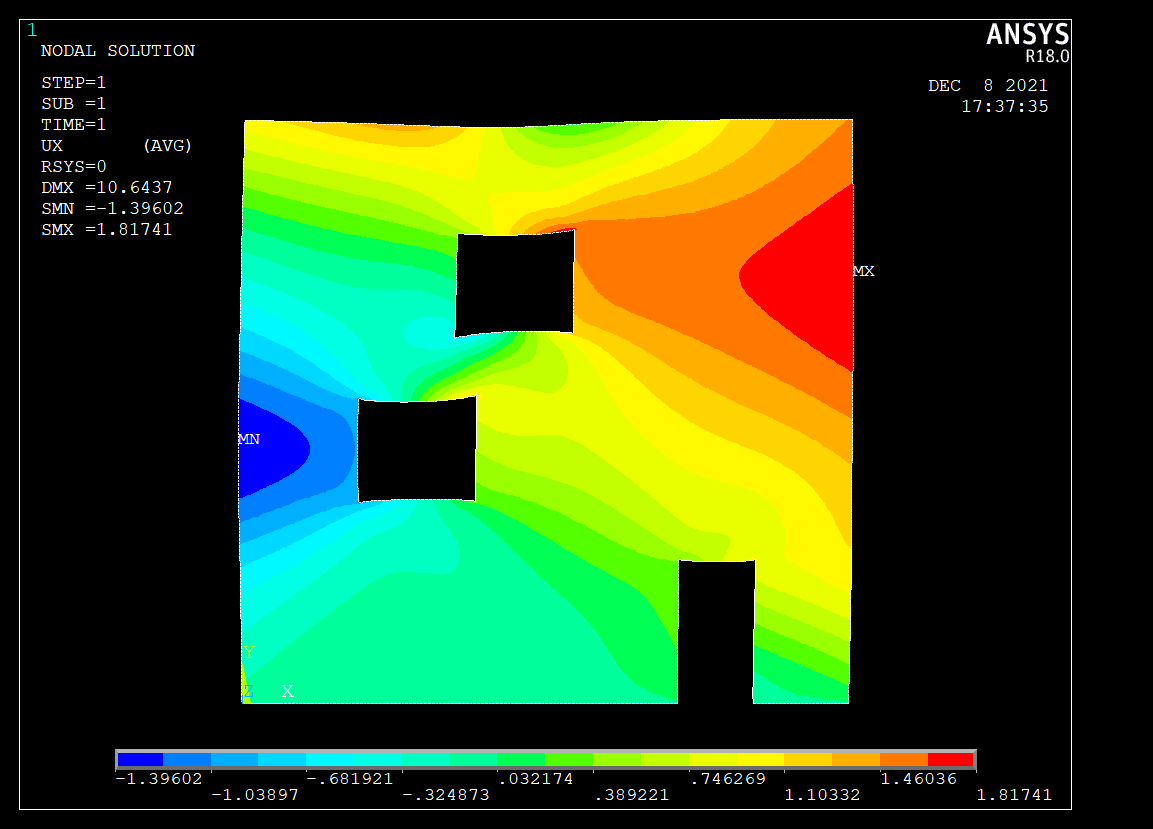 1
ANSYS
R18.0
NODAL SOLUTION
STEP=1
SUB =1
TIME=1
UX (AVG)
RSYS=0
DMX =10.6437
SMN =-1.39602
SMX =1.81741
DEC 8 2021
17:37:35
MX
MN
Y
Z X
-1.39602 -.681921 .032174 .746269 1.46036
-1.03897 -.324873 .389221 1.10332 1.81741